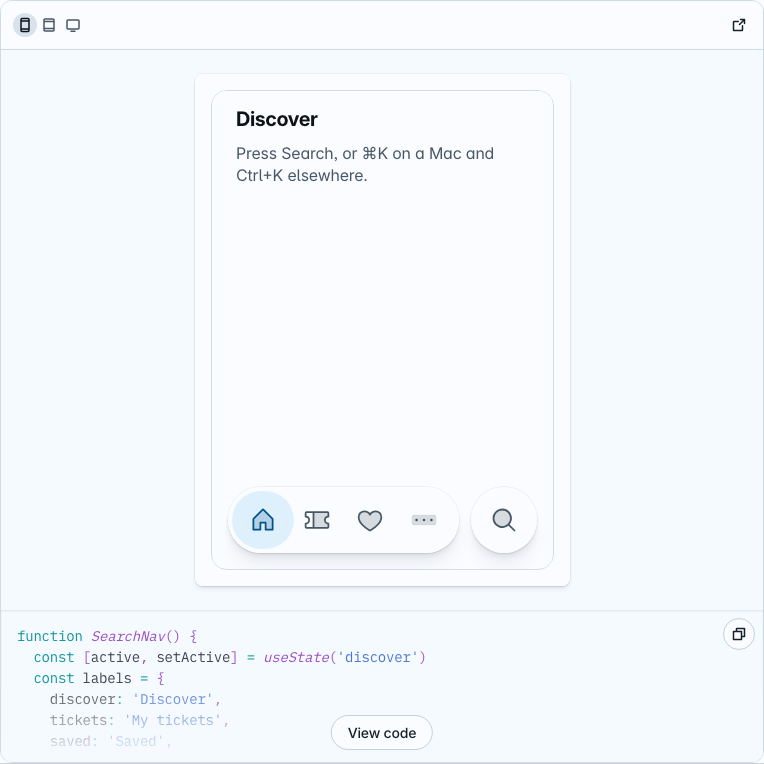 Discover
Press Search, or ⌘K on a Mac and
Ctrl+K elsewhere.
function SearchNav() {
  const [active, setActive] = useState('discover')
  const labels = {
    discover: 'Discover',
    tickets: 'My tickets',
    saved: 'Saved',
View code